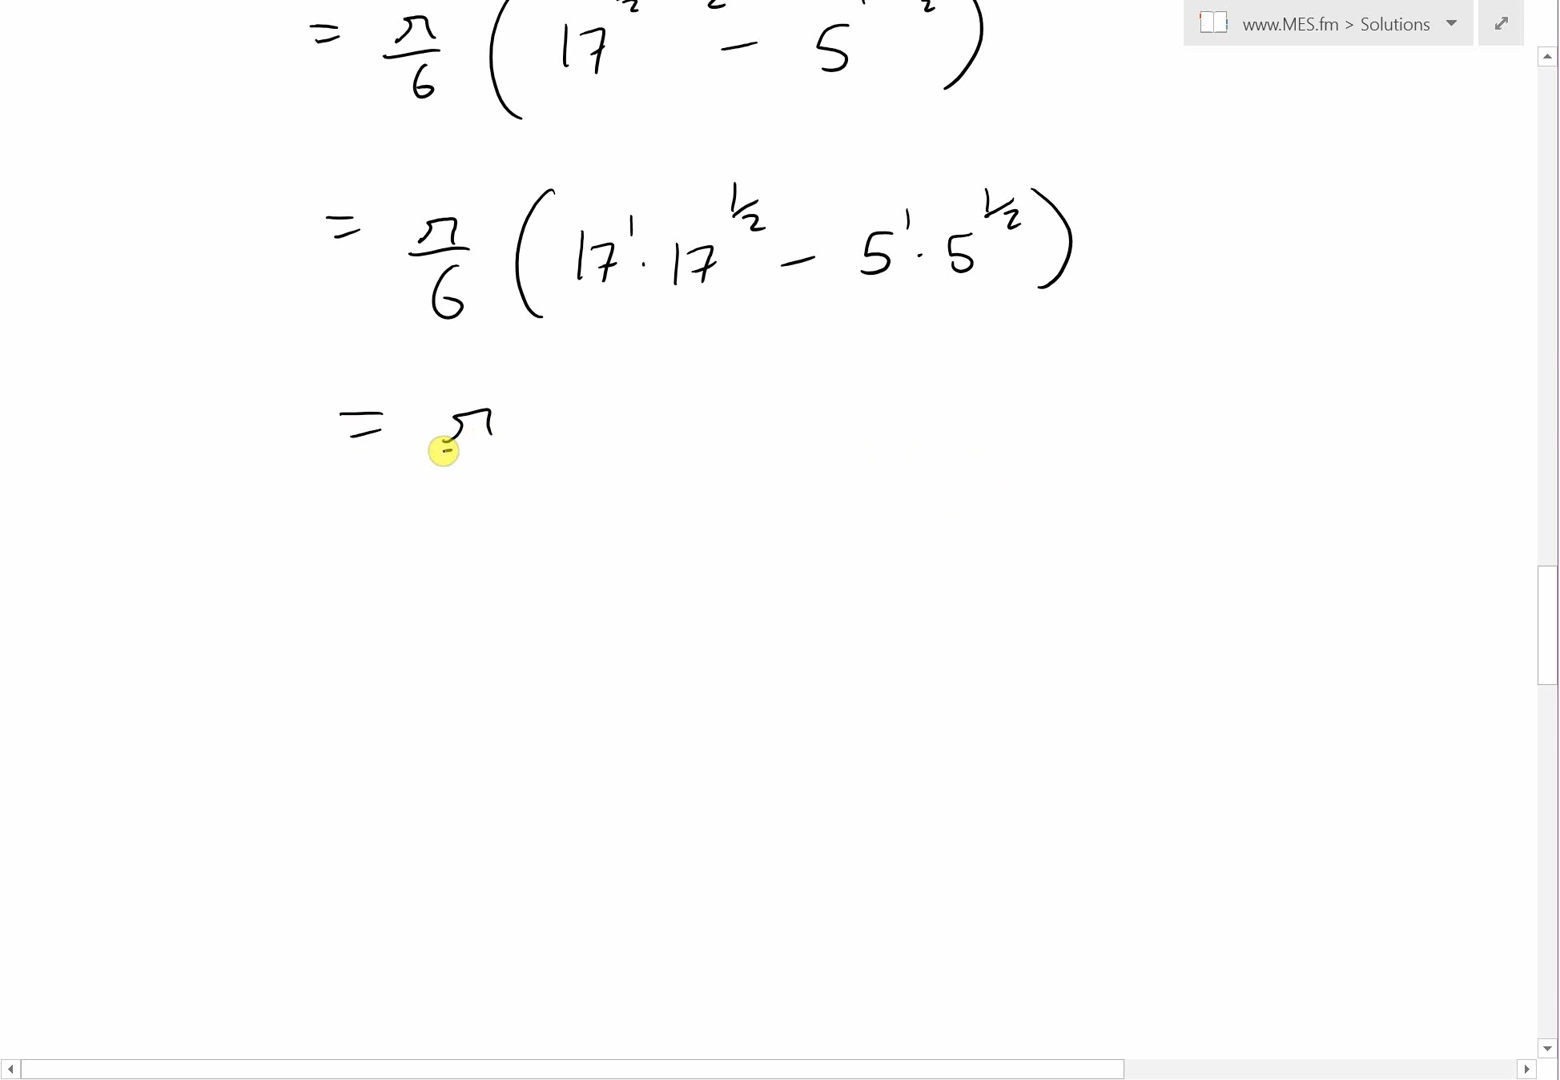 www.MES.fm > Solutions
= π/6 ( 17 - 5 )
= π/6 ( 17¹ · 17^1/2 - 5¹ · 5^1/2 )
= π